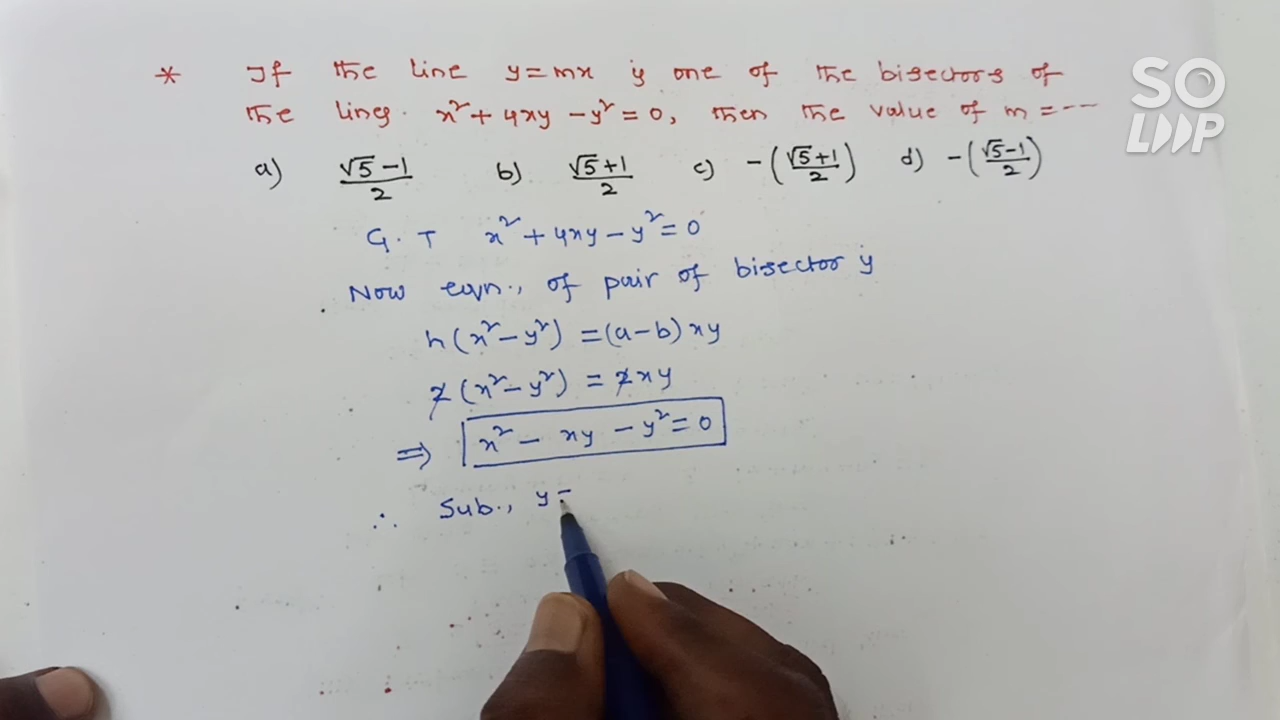 * If the line y=mx is one of the bisectors of
the lines. x²+4xy-y²=0, then the value of m=---
a) (√5-1)/2 b) (√5+1)/2 c) -((√5+1)/2) d) -((√5-1)/2)
G.T x²+4xy-y²=0
Now eqn., of pair of bisector is
h(x²-y²)=(a-b)xy
2(x²-y²)=2xy
⇒ x²-xy-y²=0
∴ Sub., y=
SO
LOOP